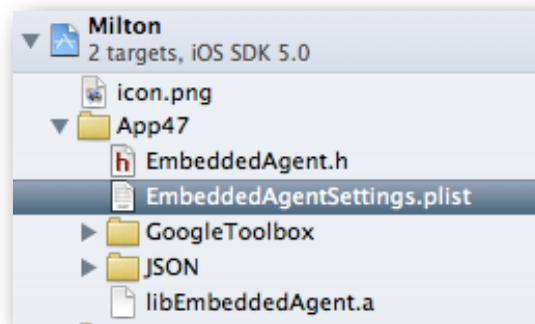 Milton
2 targets, iOS SDK 5.0
icon.png
App47
h EmbeddedAgent.h
EmbeddedAgentSettings.plist
GoogleToolbox
JSON
libEmbeddedAgent.a